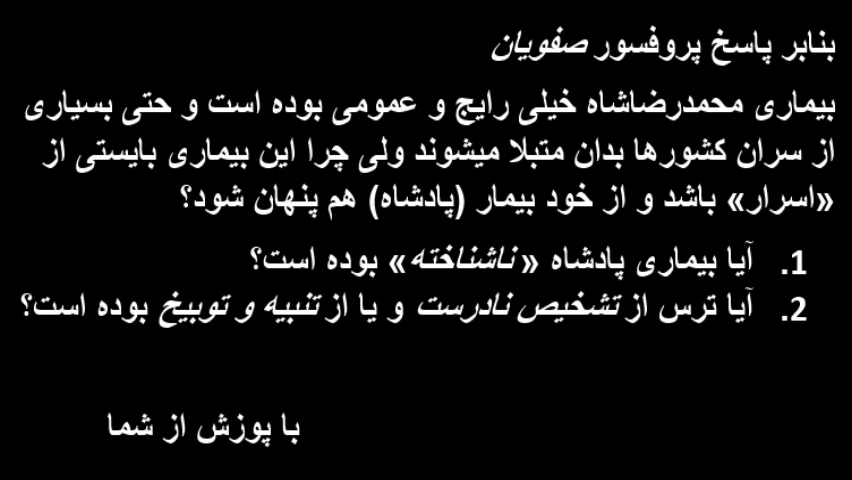 بنابر پاسخ پروفسور صفویان
بیماری محمدرضاشاه خیلی رایج و عمومی بوده است و حتی بسیاری
از سران کشورها بدان متبلا میشوند ولی چرا این بیماری بایستی از
«اسرار» باشد و از خود بیمار (پادشاه) هم پنهان شود؟
1. آیا بیماری پادشاه «ناشناخته» بوده است؟
2. آیا ترس از تشخیص نادرست و یا از تنبیه و توبیخ بوده است؟
با پوزش از شما